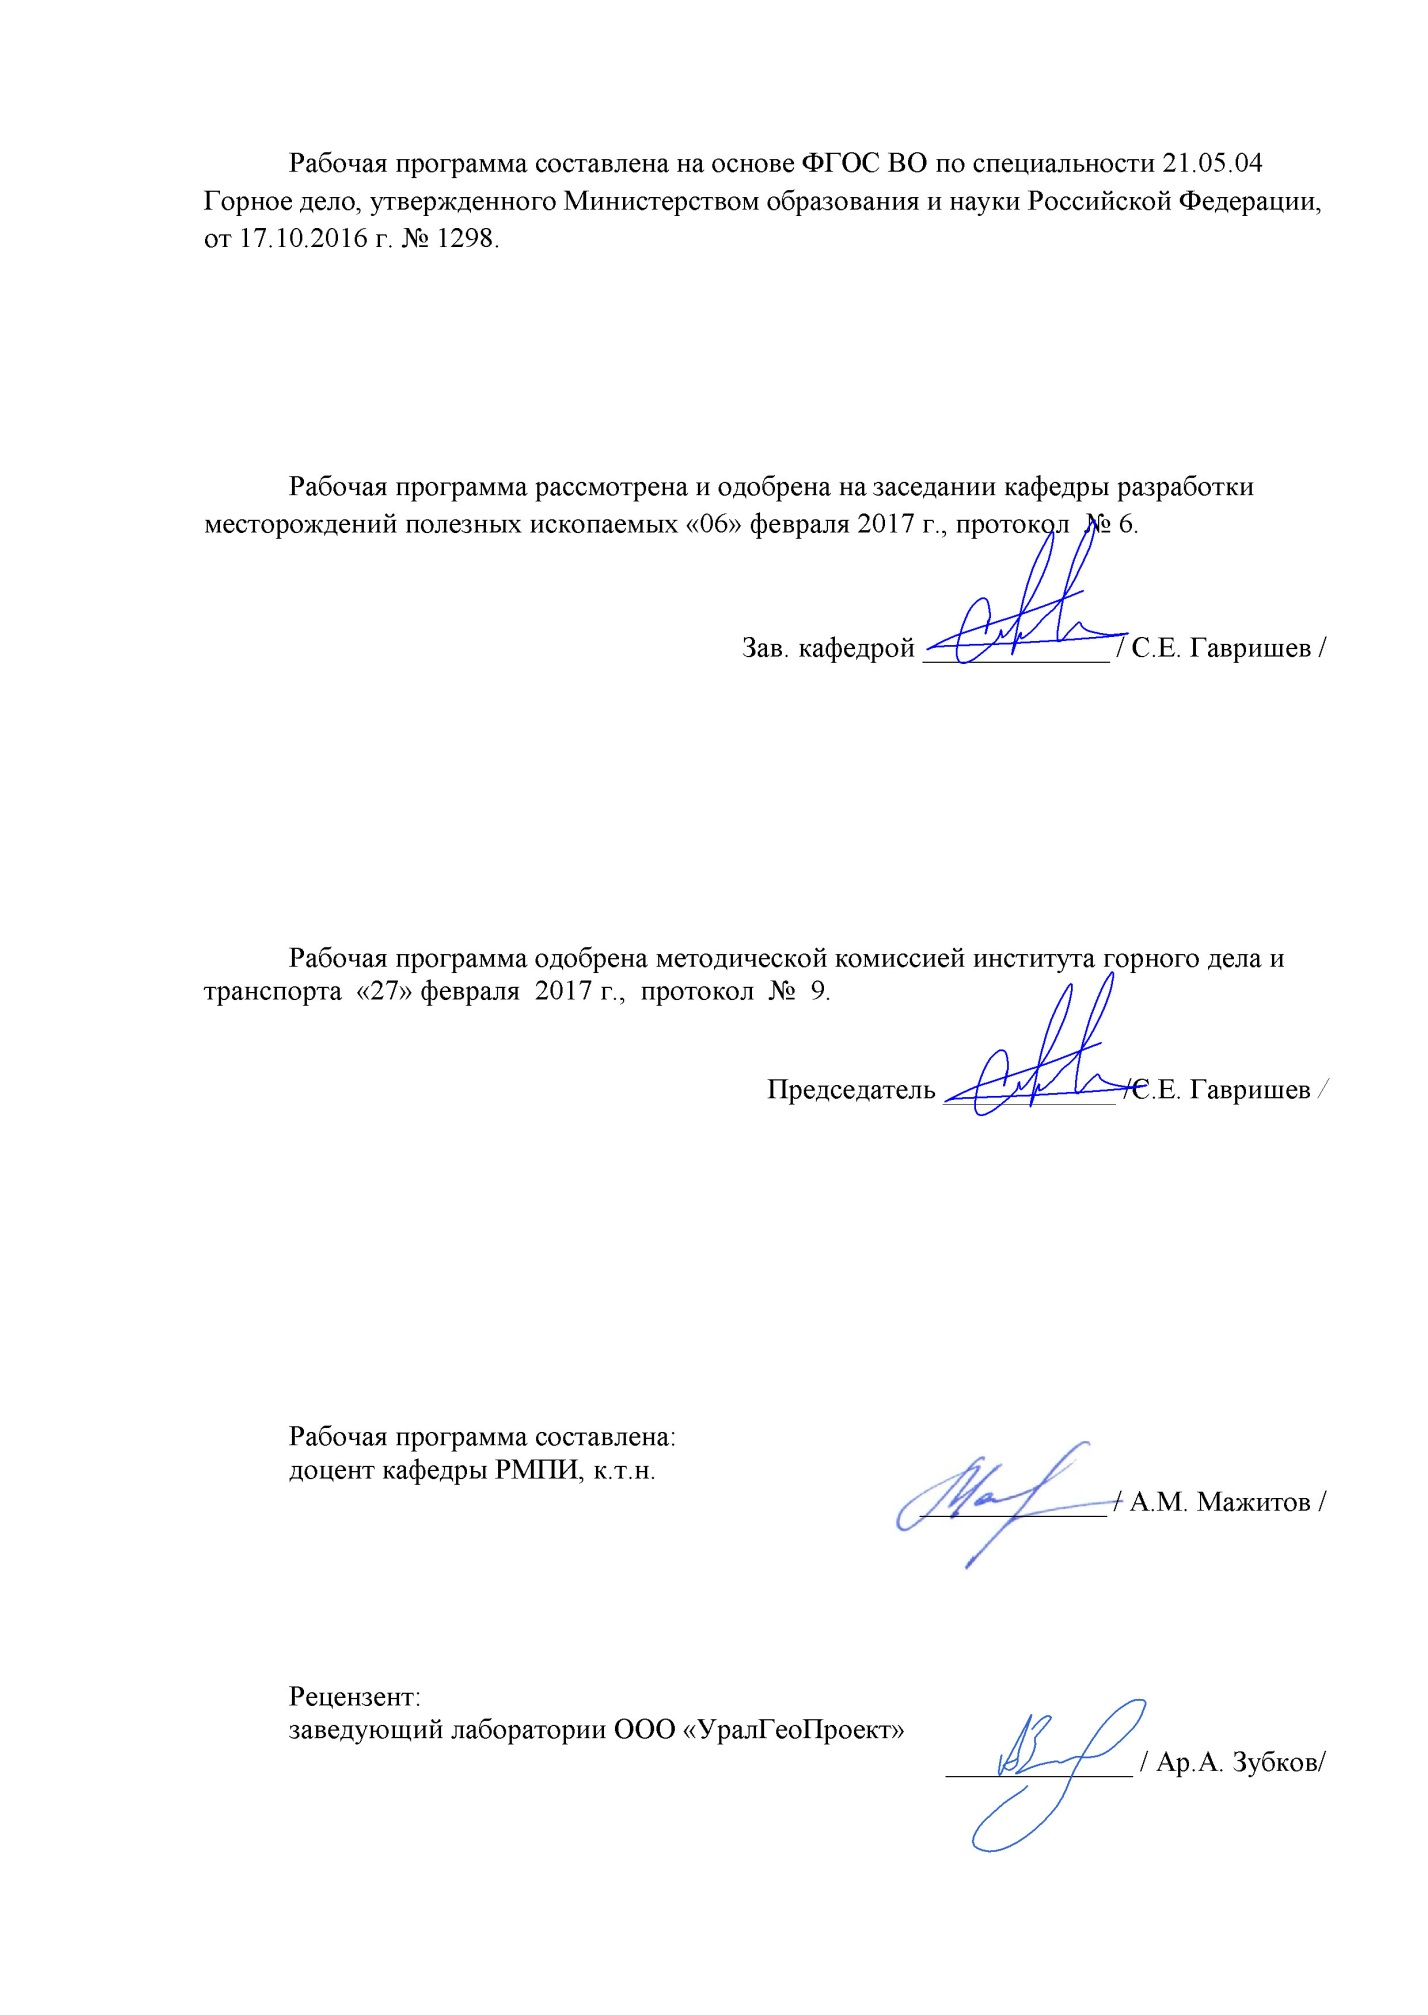 Рабочая программа составлена на основе ФГОС ВО по специальности 21.05.04
Горное дело, утвержденного Министерством образования и науки Российской Федерации,
от 17.10.2016 г. № 1298.
Рабочая программа рассмотрена и одобрена на заседании кафедры разработки
месторождений полезных ископаемых «06» февраля 2017 г., протокол № 6.
Зав. кафедрой _____________ / С.Е. Гавришев /
Рабочая программа одобрена методической комиссией института горного дела и
транспорта «27» февраля 2017 г., протокол № 9.
Председатель ____________ /С.Е. Гавришев /
Рабочая программа составлена:
доцент кафедры РМПИ, к.т.н.
_____________ / А.М. Мажитов /
Рецензент:
заведующий лаборатории ООО «УралГеоПроект»
_____________ / Ар.А. Зубков/